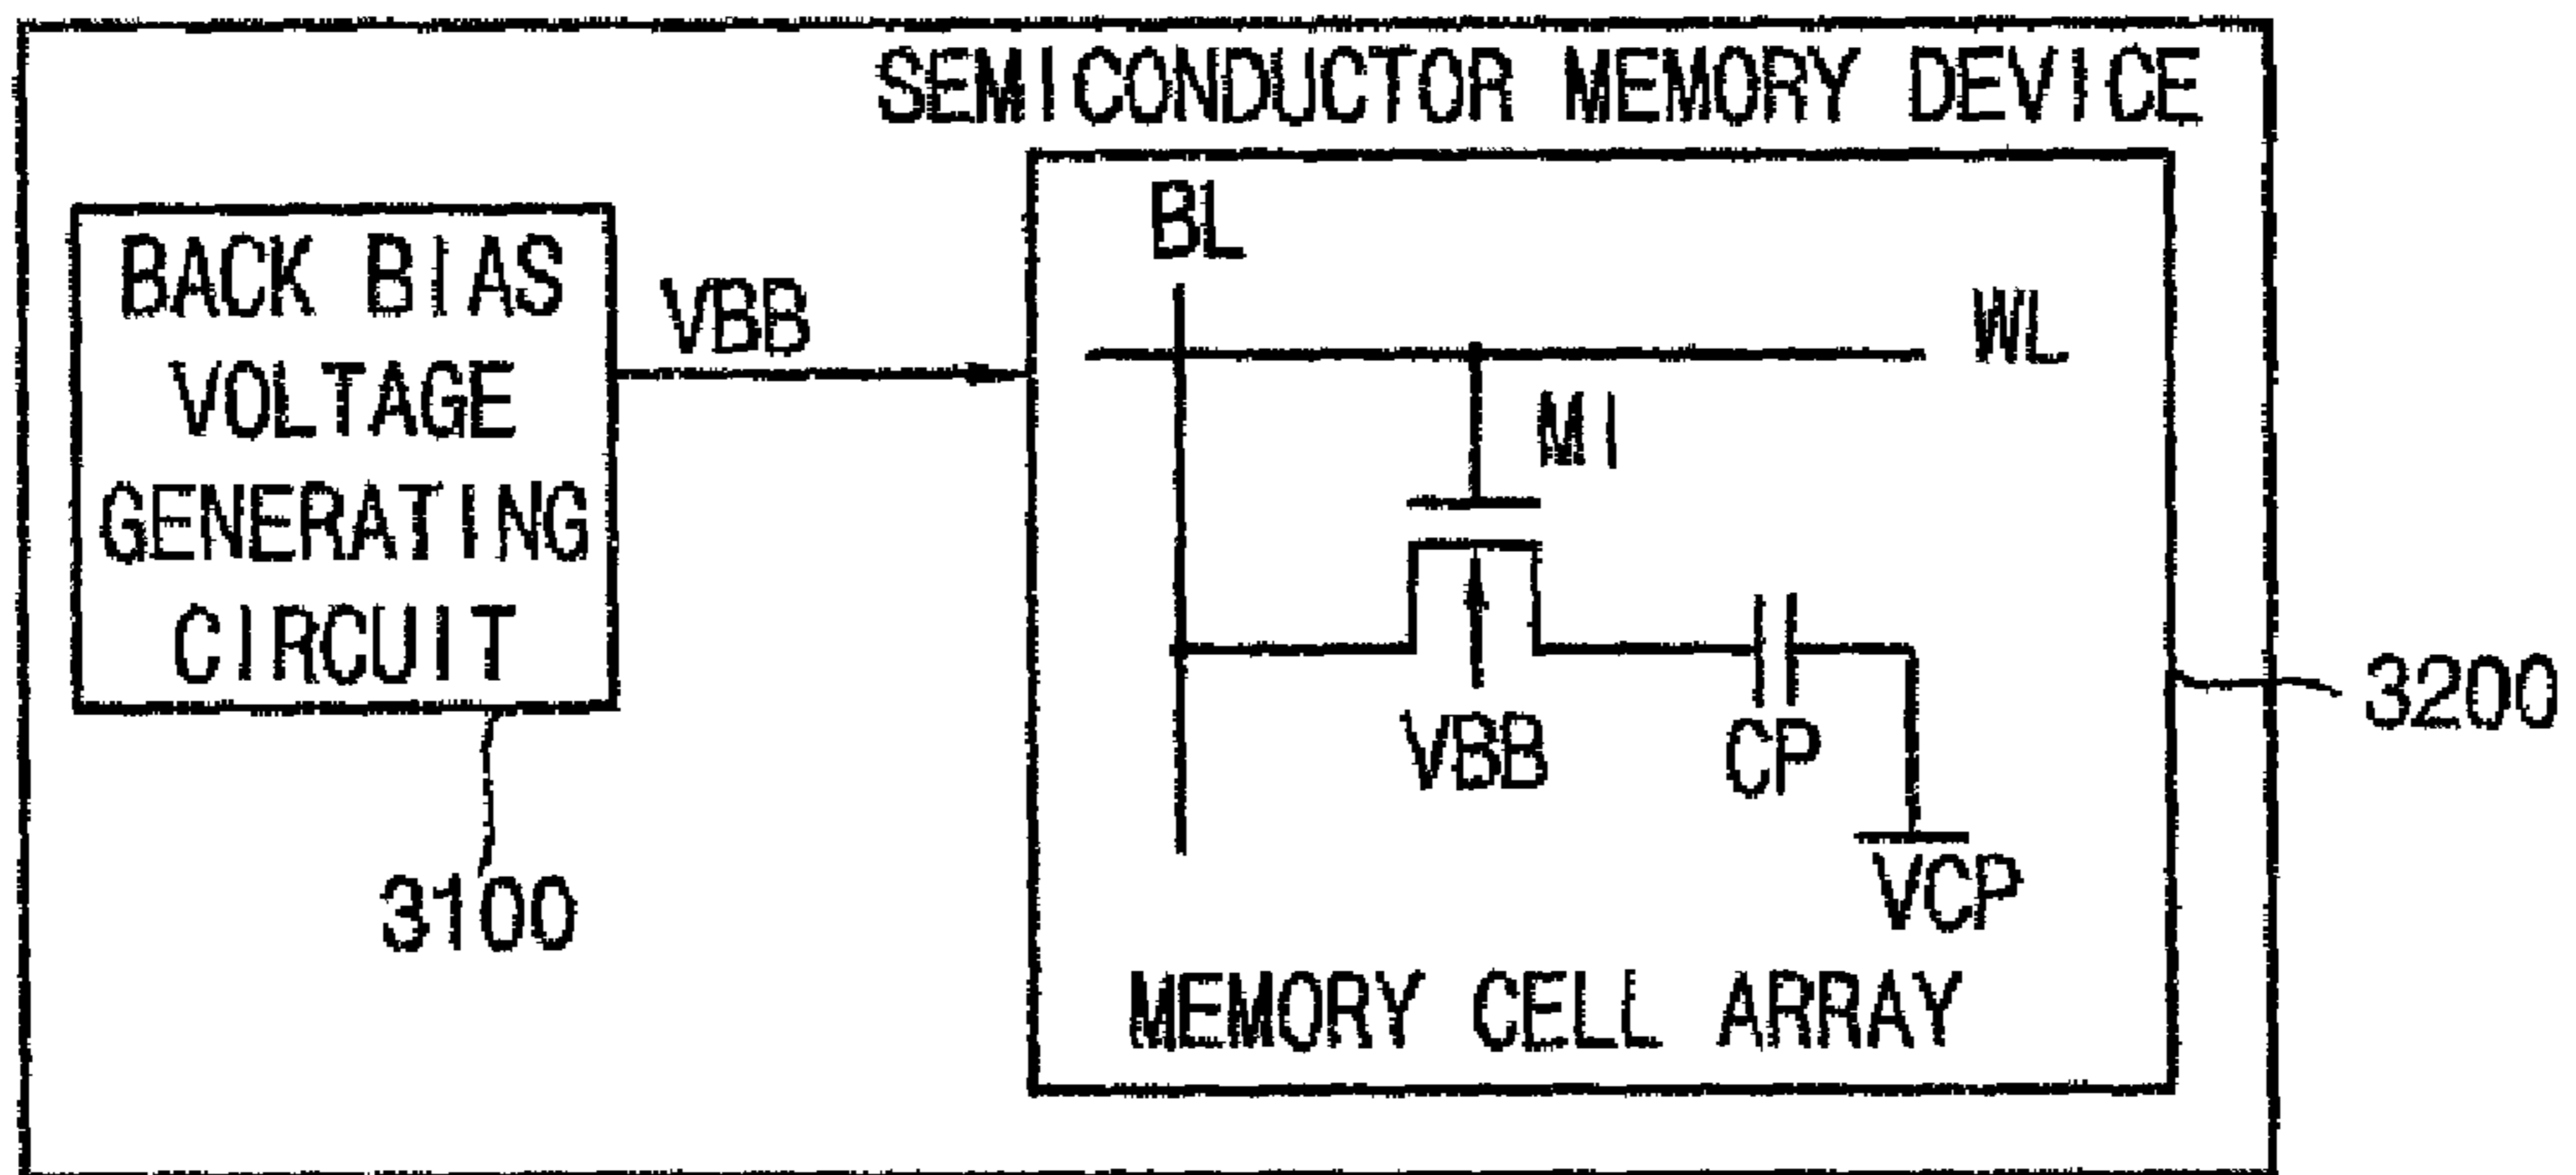 SEMICONDUCTOR MEMORY DEVICE
BACK BIAS
VOLTAGE
GENERATING
CIRCUIT
VBB
3100
BL
WL
MI
VBB
CP
VCP
MEMORY CELL ARRAY
3200